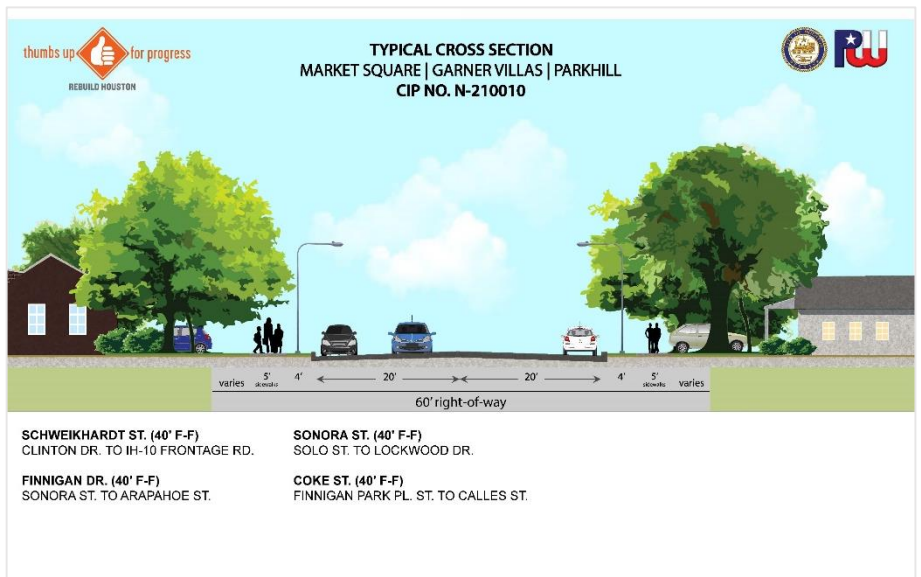 thumbs up for progress
REBUILD HOUSTON
TYPICAL CROSS SECTION
MARKET SQUARE | GARNER VILLAS | PARKHILL
CIP NO. N-210010
PW
varies 5' sidewalks 4' 20' 20' 4' 5' sidewalks varies
60' right-of-way
SCHWEIKHARDT ST. (40' F-F)
CLINTON DR. TO IH-10 FRONTAGE RD.
FINNIGAN DR. (40' F-F)
SONORA ST. TO ARAPAHOE ST.
SONORA ST. (40' F-F)
SOLO ST. TO LOCKWOOD DR.
COKE ST. (40' F-F)
FINNIGAN PARK PL. ST. TO CALLES ST.